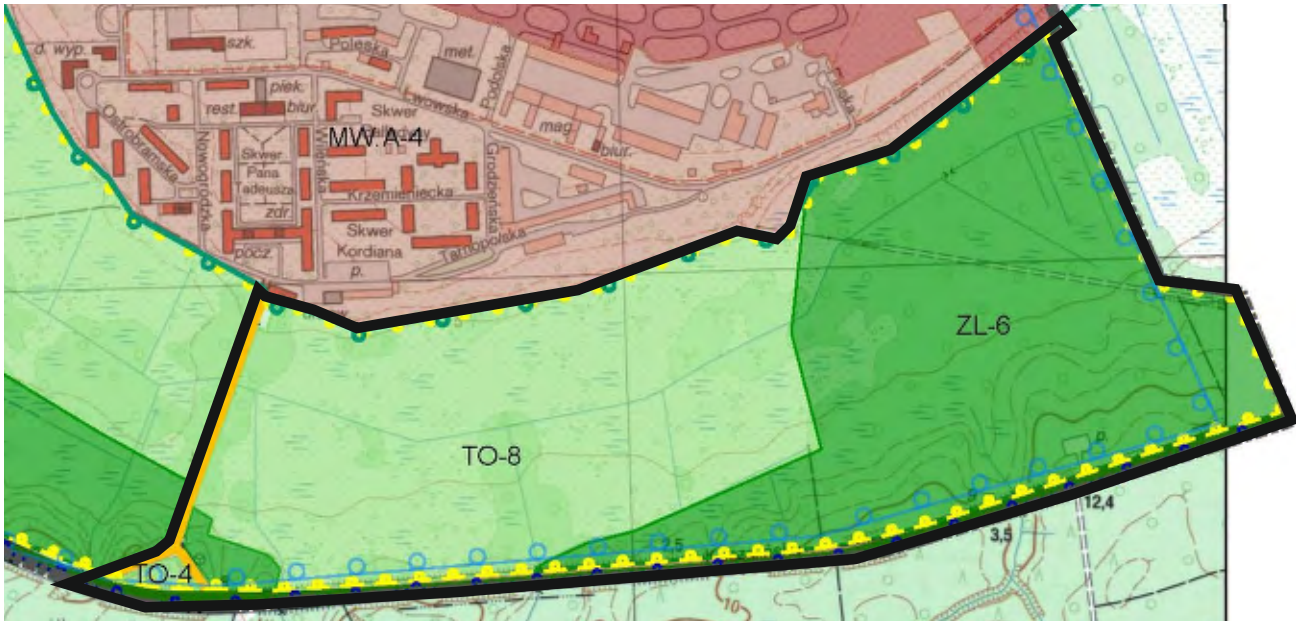 d. wyp.
szk.
Poleska
met.
Podolska
piek.
rest.
biur.
Lwowska
Skwer
MW.A-4
mag.
biur.
Ostrobramska
Nowogródzka
Skwer
Pana
Tadeusza
Wileńska
Krzemieniecka
Grodzieńska
zdr.
Skwer
Kordiana
Tarnopolska
pocz.
p.
ZL-6
TO-8
p.
12,4
3,5
TO-4
10